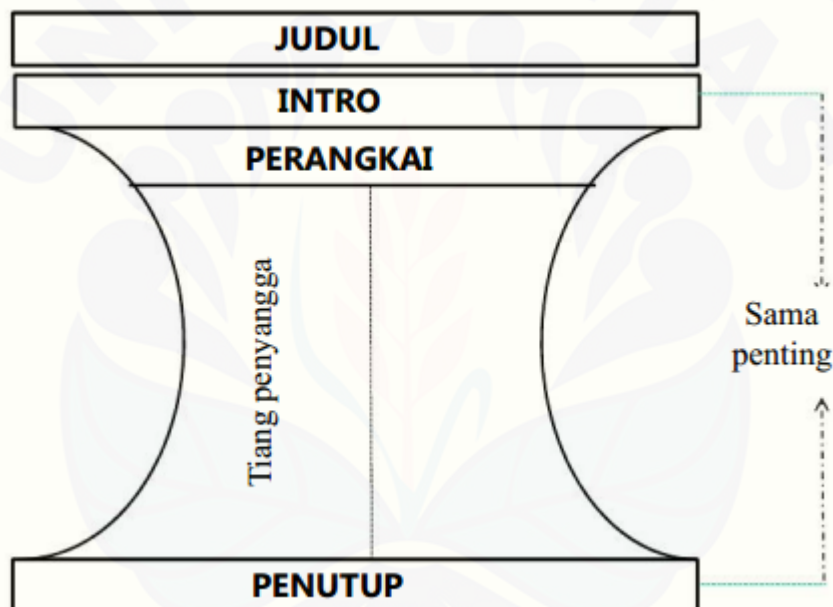 JUDUL
INTRO
PERANGKAI
Tiang penyangga
Sama
penting
PENUTUP